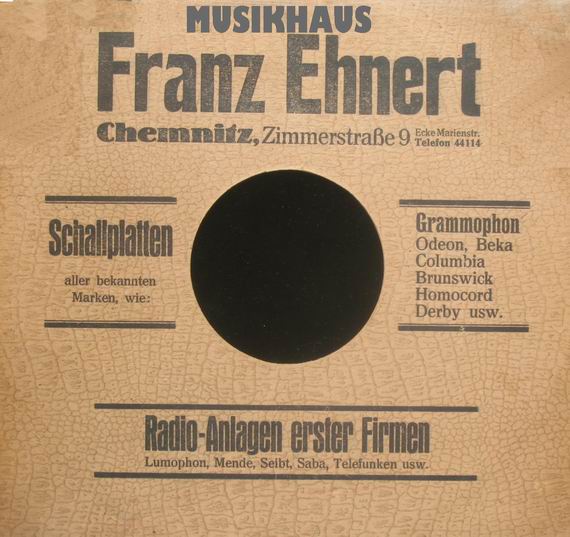 MUSIKHAUS
Franz Ehnert
Chemnitz, Zimmerstraße 9 Ecke Marienstr.
Telefon 44114
Schallplatten
aller bekannten
Marken, wie:
Grammophon
Odeon, Beka
Columbia
Brunswick
Homocord
Derby usw.
Radio-Anlagen erster Firmen
Lumophon, Mende, Seibt, Saba, Telefunken usw.